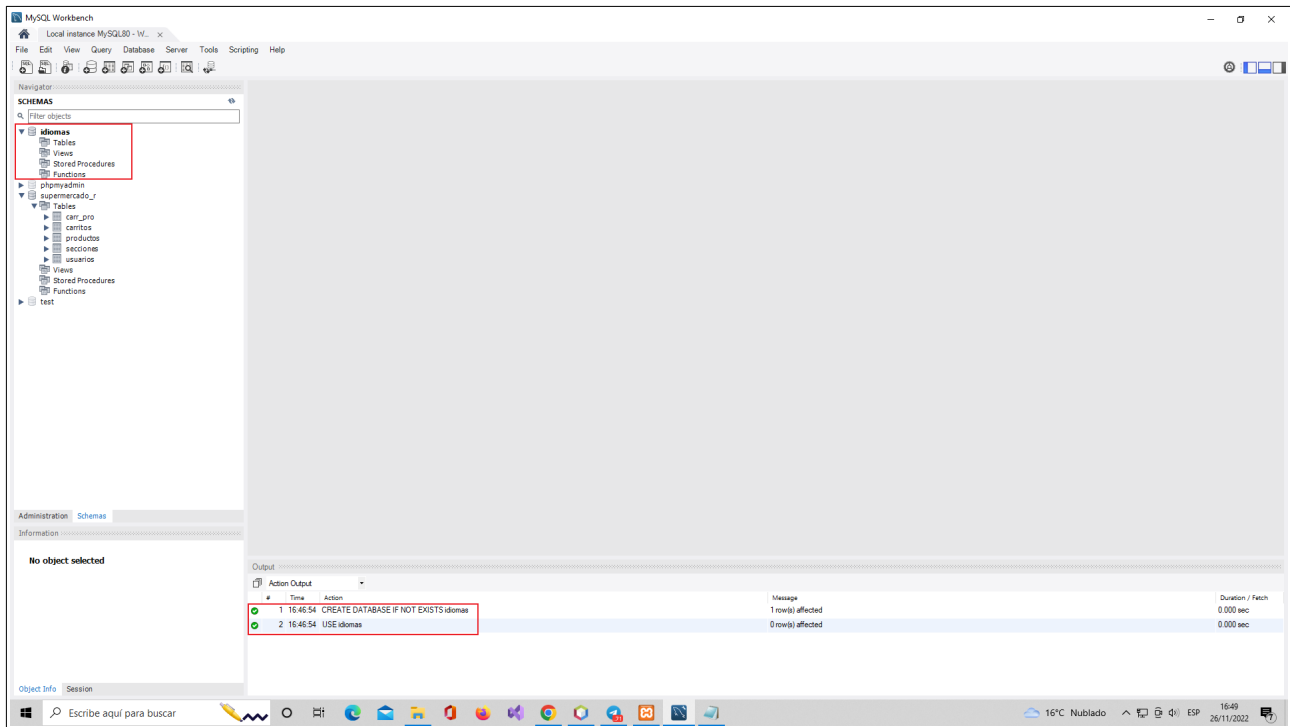 MySQL Workbench
Local instance MySQL80 - W... ×
File Edit View Query Database Server Tools Scripting Help
Navigator
SCHEMAS
Filter objects
idiomas
Tables
Views
Stored Procedures
Functions
phpmyadmin
supermercado_r
Tables
carr_pro
carritos
productos
secciones
usuarios
Views
Stored Procedures
Functions
test
Administration Schemas
Information
No object selected
Output
Action Output
# Time Action Message Duration / Fetch
1 16:46:54 CREATE DATABASE IF NOT EXISTS idiomas 1 row(s) affected 0.000 sec
2 16:46:54 USE idiomas 0 row(s) affected 0.000 sec
Object Info Session
Escribe aquí para buscar
16°C Nublado ESP 16:49
26/11/2022